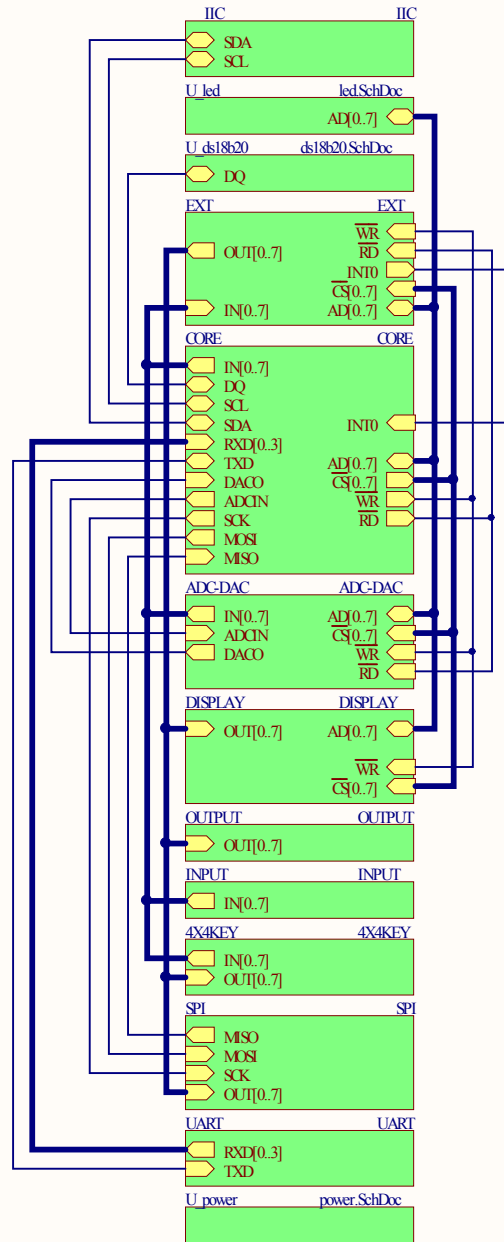 IIC IIC
SDA
SCL
U_led led.SchDoc
AD[0..7]
U_ds18b20 ds18b20.SchDoc
DQ
EXT EXT
WR
OUT[0..7] RD
INT0
CS[0..7]
IN[0..7] AD[0..7]
CORE CORE
IN[0..7]
DQ
SCL
SDA INT0
RXD[0..3]
TXD AD[0..7]
DACO CS[0..7]
ADCIN WR
SCK RD
MOSI
MISO
ADC-DAC ADC-DAC
IN[0..7] AD[0..7]
ADCIN CS[0..7]
DACO WR
RD
DISPLAY DISPLAY
OUT[0..7] AD[0..7]
WR
CS[0..7]
OUTPUT OUTPUT
OUT[0..7]
INPUT INPUT
IN[0..7]
4X4KEY 4X4KEY
IN[0..7]
OUT[0..7]
SPI SPI
MISO
MOSI
SCK
OUT[0..7]
UART UART
RXD[0..3]
TXD
U_power power.SchDoc